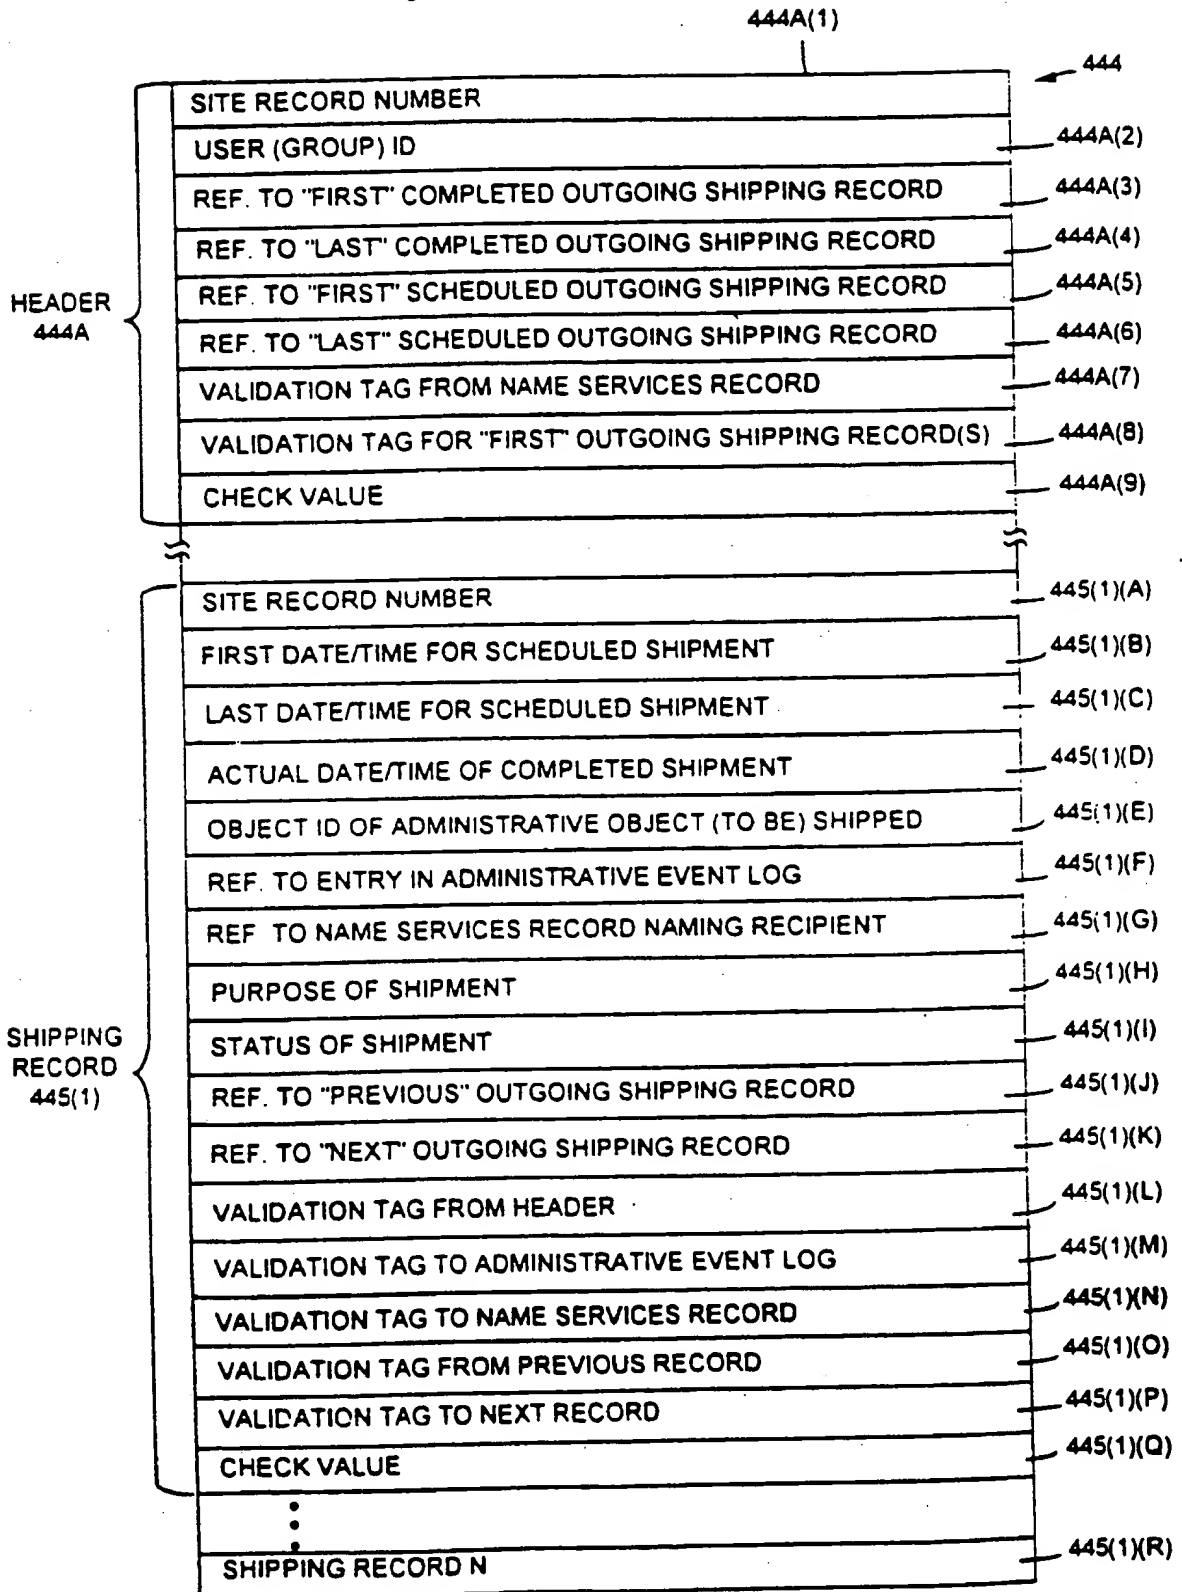 444A(1)
444
SITE RECORD NUMBER
USER (GROUP) ID 444A(2)
REF. TO "FIRST" COMPLETED OUTGOING SHIPPING RECORD 444A(3)
REF. TO "LAST" COMPLETED OUTGOING SHIPPING RECORD 444A(4)
REF. TO "FIRST" SCHEDULED OUTGOING SHIPPING RECORD 444A(5)
HEADER
444A
REF. TO "LAST" SCHEDULED OUTGOING SHIPPING RECORD 444A(6)
VALIDATION TAG FROM NAME SERVICES RECORD 444A(7)
VALIDATION TAG FOR "FIRST" OUTGOING SHIPPING RECORD(S) 444A(8)
CHECK VALUE 444A(9)
SITE RECORD NUMBER 445(1)(A)
FIRST DATE/TIME FOR SCHEDULED SHIPMENT 445(1)(B)
LAST DATE/TIME FOR SCHEDULED SHIPMENT 445(1)(C)
ACTUAL DATE/TIME OF COMPLETED SHIPMENT 445(1)(D)
OBJECT ID OF ADMINISTRATIVE OBJECT (TO BE) SHIPPED 445(1)(E)
REF. TO ENTRY IN ADMINISTRATIVE EVENT LOG 445(1)(F)
REF TO NAME SERVICES RECORD NAMING RECIPIENT 445(1)(G)
PURPOSE OF SHIPMENT 445(1)(H)
SHIPPING
RECORD
445(1)
STATUS OF SHIPMENT 445(1)(I)
REF. TO "PREVIOUS" OUTGOING SHIPPING RECORD 445(1)(J)
REF. TO "NEXT" OUTGOING SHIPPING RECORD 445(1)(K)
VALIDATION TAG FROM HEADER 445(1)(L)
VALIDATION TAG TO ADMINISTRATIVE EVENT LOG 445(1)(M)
VALIDATION TAG TO NAME SERVICES RECORD 445(1)(N)
VALIDATION TAG FROM PREVIOUS RECORD 445(1)(O)
VALIDATION TAG TO NEXT RECORD 445(1)(P)
CHECK VALUE 445(1)(Q)
SHIPPING RECORD N 445(1)(R)